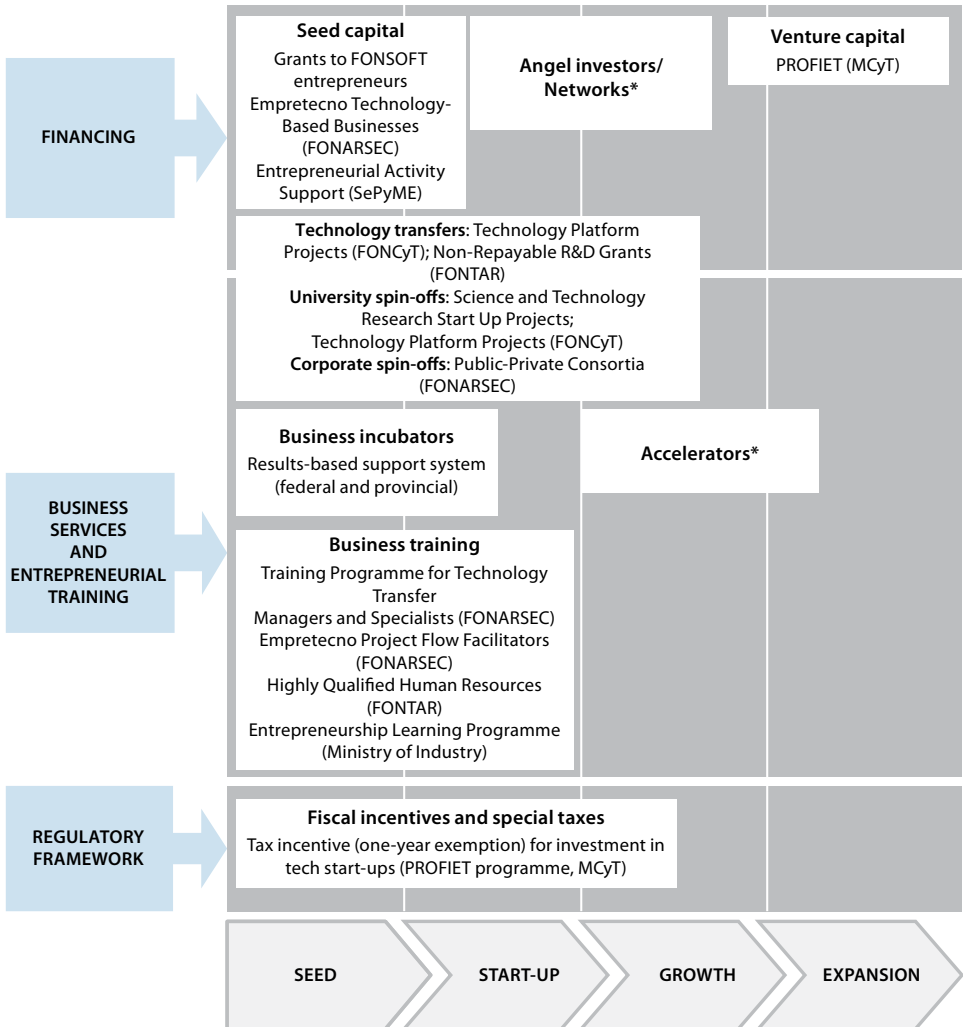 FINANCING
Seed capital
Grants to FONSOFT
entrepreneurs
Empretecno Technology-
Based Businesses
(FONARSEC)
Entrepreneurial Activity
Support (SePyME)
Angel investors/
Networks*
Venture capital
PROFIET (MCyT)
Technology transfers: Technology Platform
Projects (FONCyT); Non-Repayable R&D Grants
(FONTAR)
University spin-offs: Science and Technology
Research Start Up Projects;
Technology Platform Projects (FONCyT)
Corporate spin-offs: Public-Private Consortia
(FONARSEC)
BUSINESS
SERVICES
AND
ENTREPRENEURIAL
TRAINING
Business incubators
Results-based support system
(federal and provincial)
Accelerators*
Business training
Training Programme for Technology
Transfer
Managers and Specialists (FONARSEC)
Empretecno Project Flow Facilitators
(FONARSEC)
Highly Qualified Human Resources
(FONTAR)
Entrepreneurship Learning Programme
(Ministry of Industry)
REGULATORY
FRAMEWORK
Fiscal incentives and special taxes
Tax incentive (one-year exemption) for investment in
tech start-ups (PROFIET programme, MCyT)
SEED
START-UP
GROWTH
EXPANSION